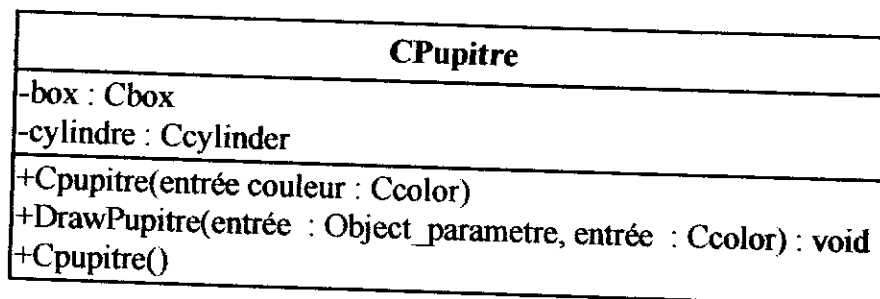 CPupitre
-box : Cbox
-cylindre : Ccylinder
+Cpupitre(entrée couleur : Ccolor)
+DrawPupitre(entrée : Object_parametre, entrée : Ccolor) : void
+Cpupitre()